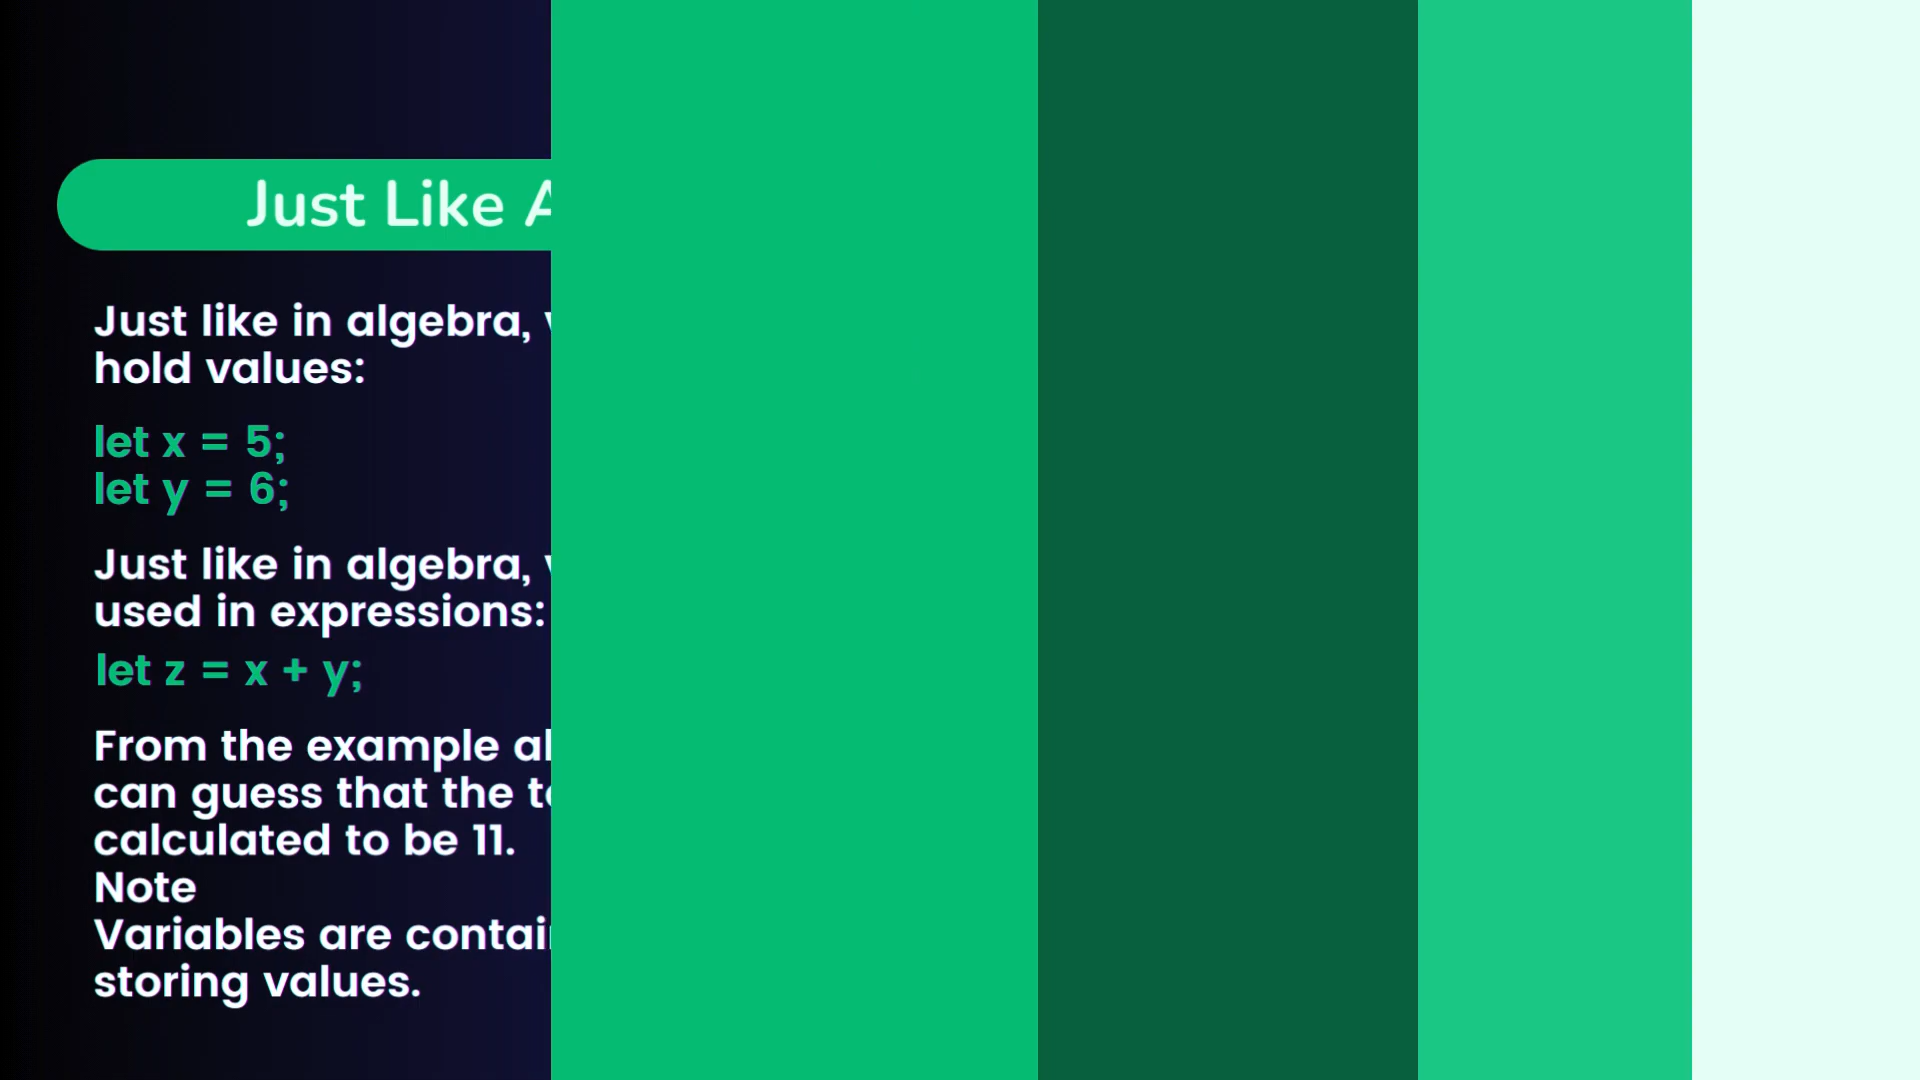 Just Like
Just like in algebra,
hold values:
let x = 5;
let y = 6;
Just like in algebra,
used in expressions:
let z = x + y;
From the example
can guess that the
calculated to be 11.
Note
Variables are
storing values.